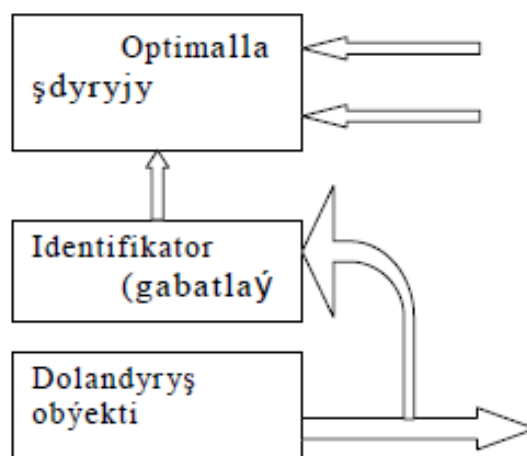 Optimalla
şdyryjy
Identifikator
(gabatlaý
Dolandyryş
obýekti